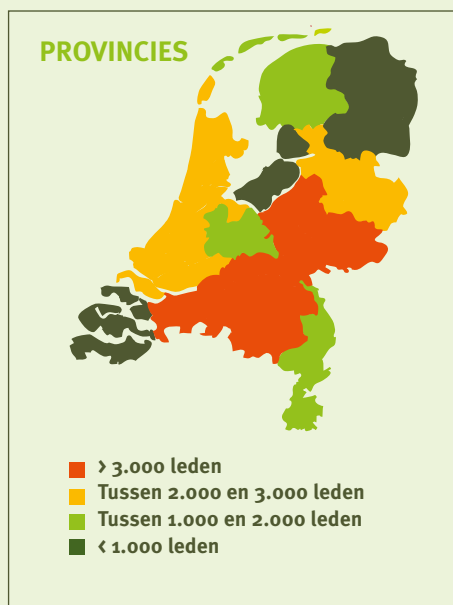 PROVINCIES
> 3.000 leden
Tussen 2.000 en 3.000 leden
Tussen 1.000 en 2.000 leden
< 1.000 leden